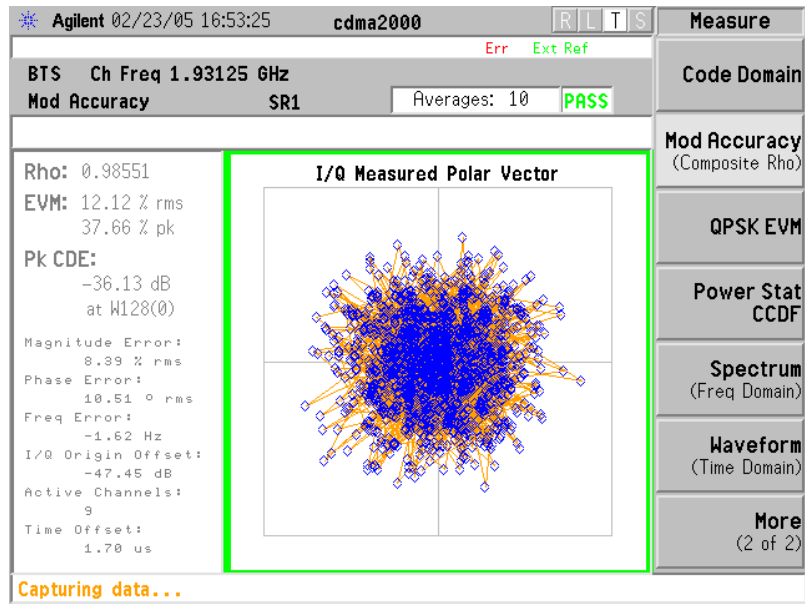 Agilent 02/23/05 16:53:25 cdma2000 R L T S
Measure
Err Ext Ref
BTS Ch Freq 1.93125 GHz
Mod Accuracy SR1 Averages: 10 PASS
Rho: 0.98551
EVM: 12.12 % rms
37.66 % pk
Pk CDE:
-36.13 dB
at W128(0)
Magnitude Error:
8.39 % rms
Phase Error:
10.51 º rms
Freq Error:
-1.62 Hz
I/Q Origin Offset:
-47.45 dB
Active Channels:
9
Time Offset:
1.70 us
I/Q Measured Polar Vector
Code Domain
Mod Accuracy
(Composite Rho)
QPSK EVM
Power Stat
CCDF
Spectrum
(Freq Domain)
Waveform
(Time Domain)
More
(2 of 2)
Capturing data...